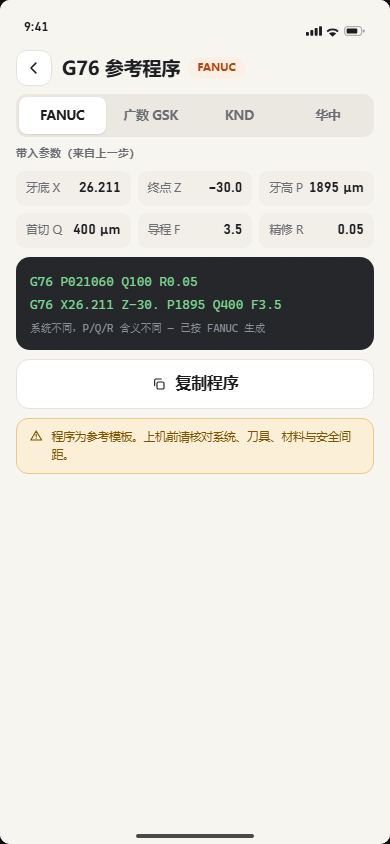 9:41
G76 参考程序 FANUC
FANUC 广数 GSK KND 华中
带入参数（来自上一步）
牙底 X 26.211 终点 Z −30.0 牙高 P 1895 μm
首切 Q 400 μm 导程 F 3.5 精修 R 0.05
G76 P021060 Q100 R0.05
G76 X26.211 Z-30. P1895 Q400 F3.5
系统不同，P/Q/R 含义不同 — 已按 FANUC 生成
复制程序
程序为参考模板。上机前请核对系统、刀具、材料与安全间
距。